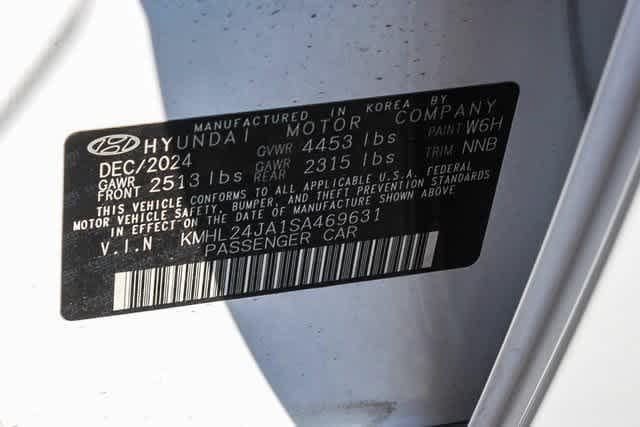 MANUFACTURED IN KOREA BY
HYUNDAI MOTOR COMPANY
DEC/2024 GVWR 4453 lbs PAINT W6H
GAWR FRONT 2513 lbs GAWR REAR 2315 lbs TRIM NNB
THIS VEHICLE CONFORMS TO ALL APPLICABLE U.S.A. FEDERAL
MOTOR VEHICLE SAFETY, BUMPER, AND THEFT PREVENTION STANDARDS
IN EFFECT ON THE DATE OF MANUFACTURE SHOWN ABOVE
V.I.N KMHL24JA1SA469631
PASSENGER CAR